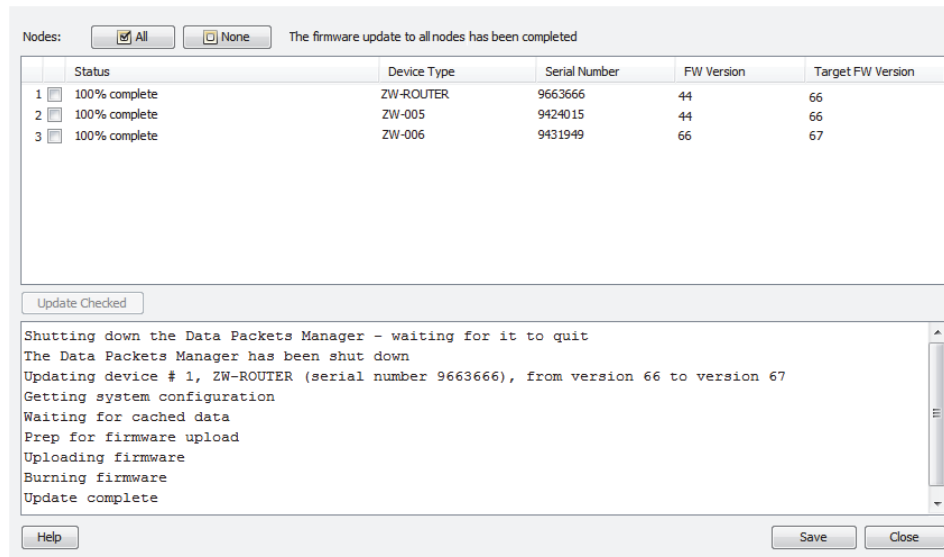 Nodes: All None The firmware update to all nodes has been completed
Status Device Type Serial Number FW Version Target FW Version
1 100% complete ZW-ROUTER 9663666 44 66
2 100% complete ZW-005 9424015 44 66
3 100% complete ZW-006 9431949 66 67
Update Checked
Shutting down the Data Packets Manager - waiting for it to quit
The Data Packets Manager has been shut down
Updating device # 1, ZW-ROUTER (serial number 9663666), from version 66 to version 67
Getting system configuration
Waiting for cached data
Prep for firmware upload
Uploading firmware
Burning firmware
Update complete
Help Save Close